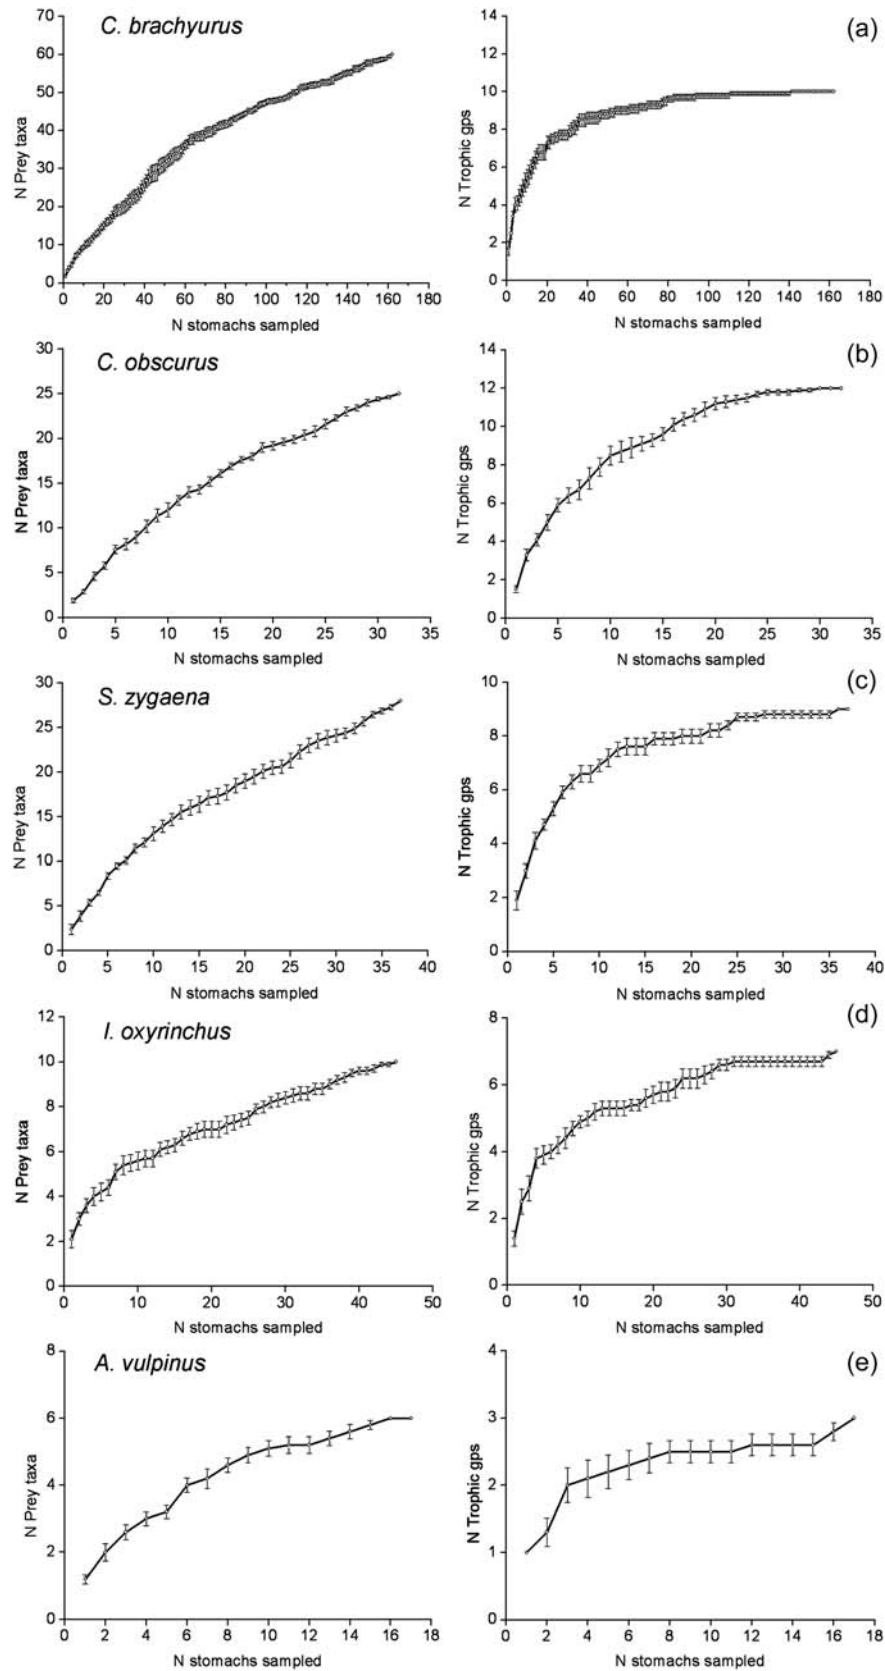 C. brachyurus
(a)
70
60
50
40
30
20
10
0
N Prey taxa
0 20 40 60 80 100 120 140 160 180
N stomachs sampled
14
12
10
8
6
4
2
0
N Trophic gps
0 20 40 60 80 100 120 140 160 180
N stomachs sampled
C. obscurus
(b)
30
25
20
15
10
5
0
N Prey taxa
0 5 10 15 20 25 30 35
N stomachs sampled
14
12
10
8
6
4
2
0
N Trophic gps
0 5 10 15 20 25 30 35
N stomachs sampled
S. zygaena
(c)
30
25
20
15
10
5
0
N Prey taxa
0 5 10 15 20 25 30 35 40
N stomachs sampled
10
8
6
4
2
0
N Trophic gps
0 5 10 15 20 25 30 35 40
N stomachs sampled
I. oxyrinchus
(d)
12
10
8
6
4
2
0
N Prey taxa
0 10 20 30 40 50
N stomachs sampled
8
6
4
2
0
N Trophic gps
0 10 20 30 40 50
N stomachs sampled
A. vulpinus
(e)
8
6
4
2
0
N Prey taxa
0 2 4 6 8 10 12 14 16 18
N stomachs sampled
4
3
2
1
0
N Trophic gps
0 2 4 6 8 10 12 14 16 18
N stomachs sampled